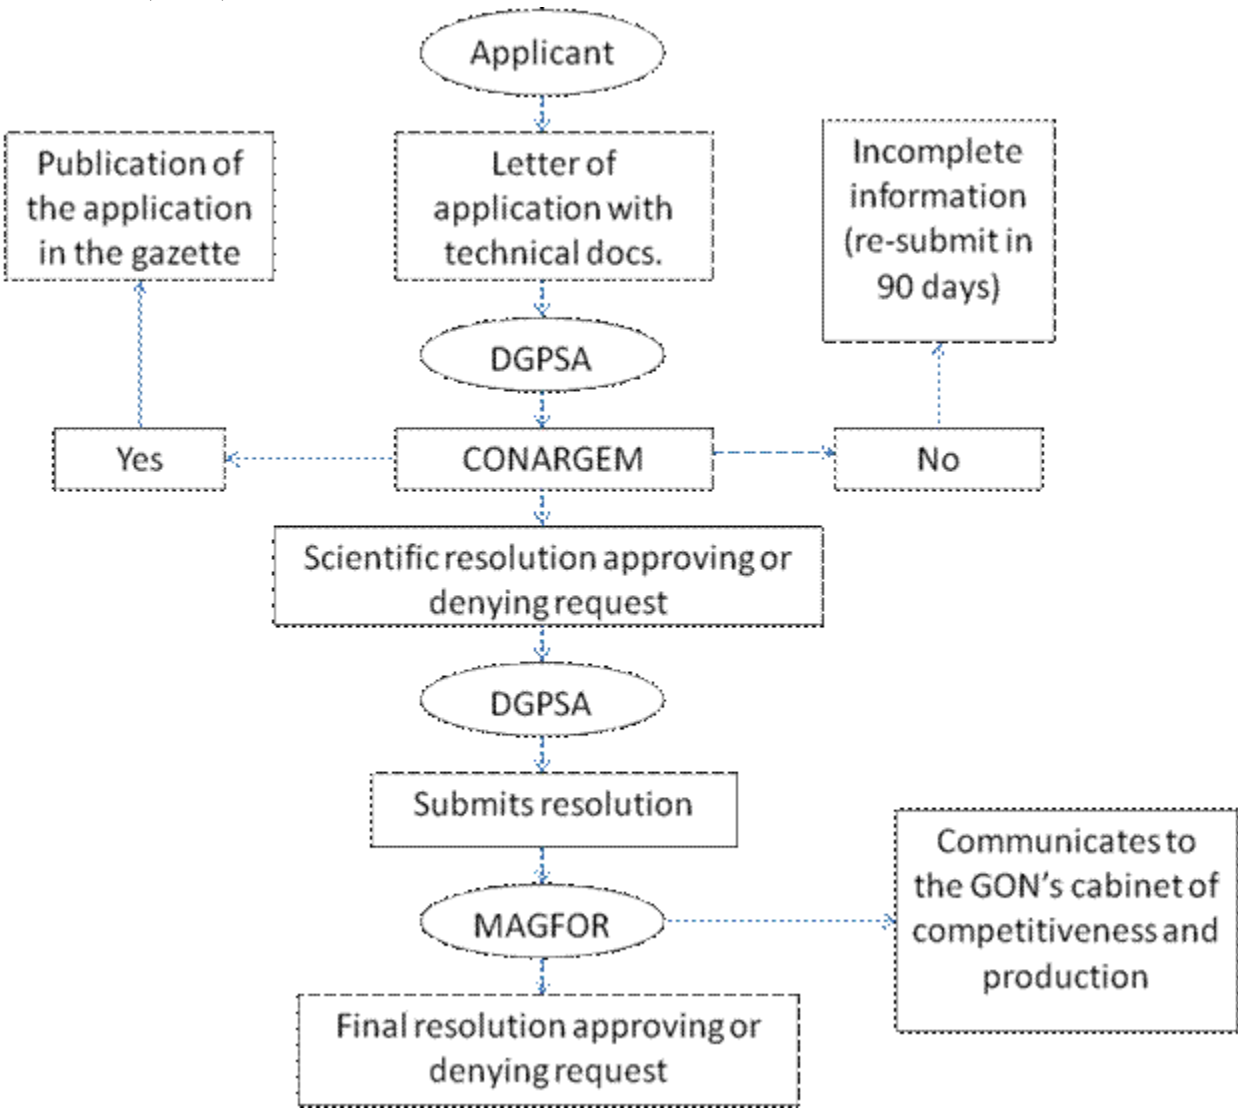 Applicant
Publication of
the application
in the gazette
Letter of
application with
technical docs.
Incomplete
information
(re-submit in
90 days)
DGPSA
Yes
CONARGEM
No
Scientific resolution approving or
denying request
DGPSA
Submits resolution
MAGFOR
Communicates to
the GON's cabinet of
competitiveness and
production
Final resolution approving or
denying request